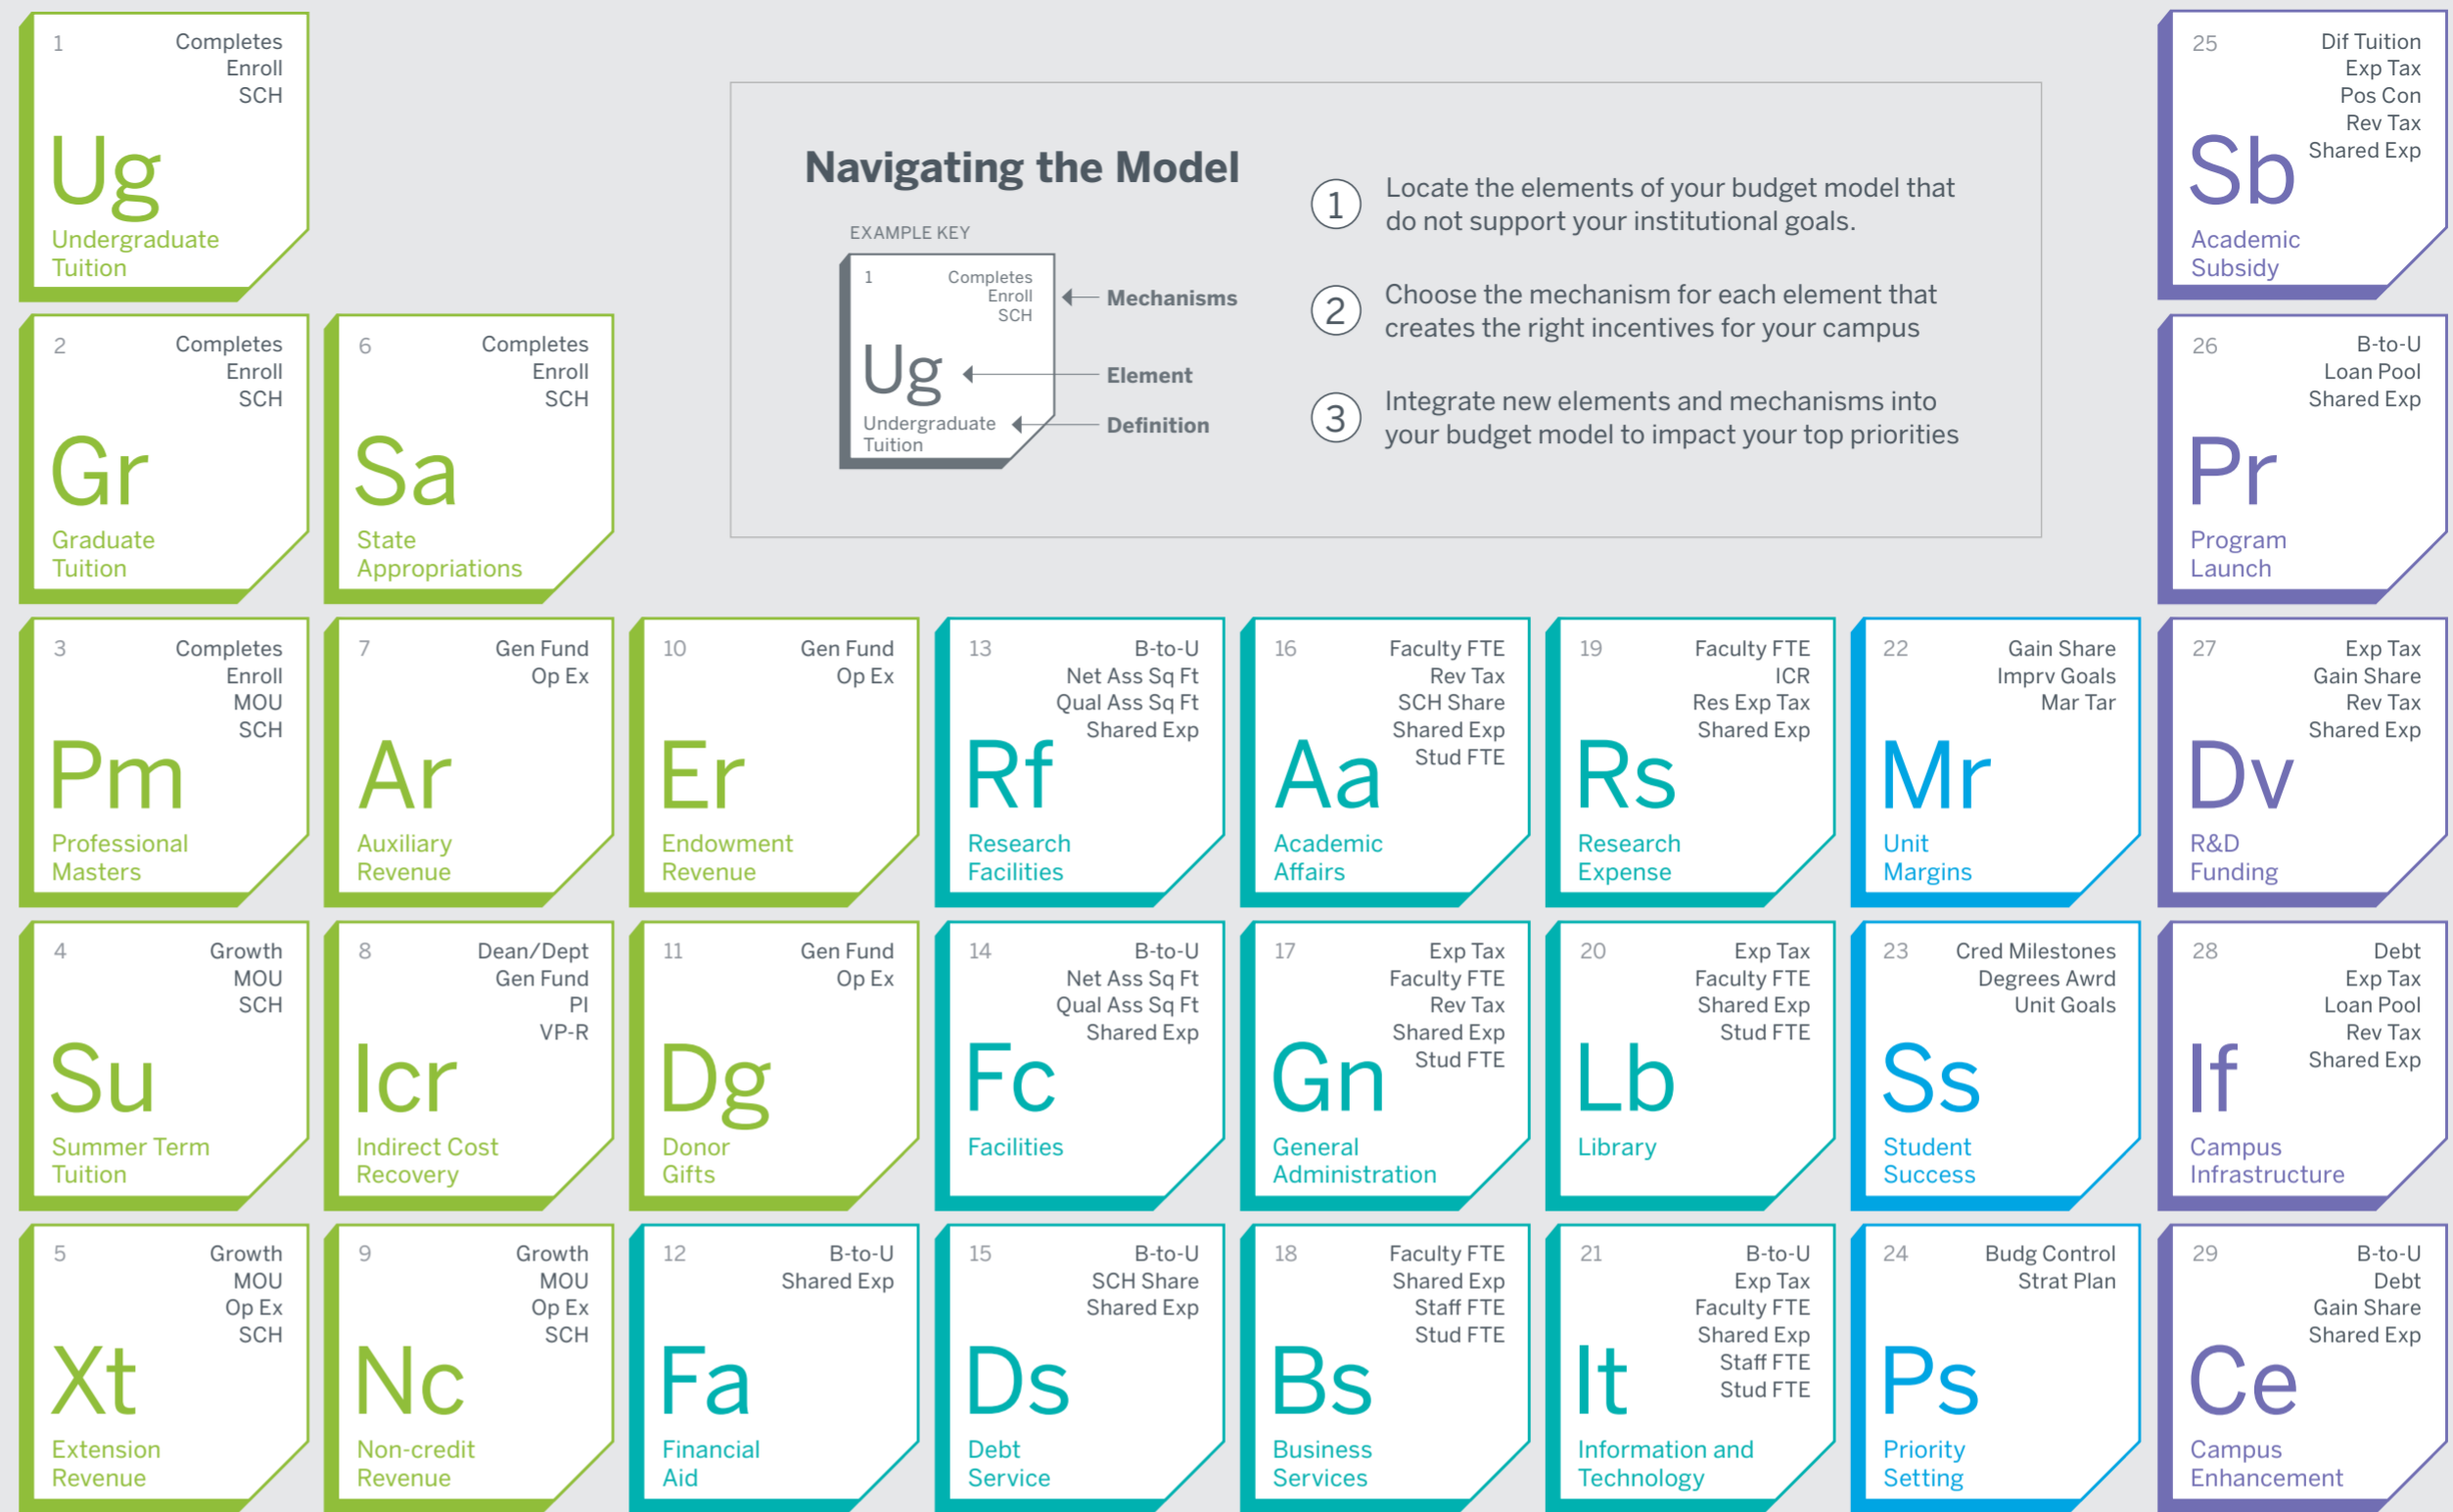 1
Completes
Enroll
SCH
Ug
Undergraduate
Tuition
Navigating the Model
EXAMPLE KEY
1
Completes
Enroll
SCH
Ug
Undergraduate
Tuition
Mechanisms
Element
Definition
1
Locate the elements of your budget model that
do not support your institutional goals.
2
Choose the mechanism for each element that
creates the right incentives for your campus
3
Integrate new elements and mechanisms into
your budget model to impact your top priorities
25
Dif Tuition
Exp Tax
Pos Con
Rev Tax
Shared Exp
Sb
Academic
Subsidy
2
Completes
Enroll
SCH
Gr
Graduate
Tuition
6
Completes
Enroll
SCH
Sa
State
Appropriations
26
B-to-U
Loan Pool
Shared Exp
Pr
Program
Launch
3
Completes
Enroll
MOU
SCH
Pm
Professional
Masters
7
Gen Fund
Op Ex
Ar
Auxiliary
Revenue
10
Gen Fund
Op Ex
Er
Endowment
Revenue
13
B-to-U
Net Ass Sq Ft
Qual Ass Sq Ft
Shared Exp
Rf
Research
Facilities
16
Faculty FTE
Rev Tax
SCH Share
Shared Exp
Stud FTE
Aa
Academic
Affairs
19
Faculty FTE
ICR
Res Exp Tax
Shared Exp
Rs
Research
Expense
22
Gain Share
Imprv Goals
Mar Tar
Mr
Unit
Margins
27
Exp Tax
Gain Share
Rev Tax
Shared Exp
Dv
R&D
Funding
4
Growth
MOU
SCH
Su
Summer Term
Tuition
8
Dean/Dept
Gen Fund
PI
VP-R
Icr
Indirect Cost
Recovery
11
Gen Fund
Op Ex
Dg
Donor
Gifts
14
B-to-U
Net Ass Sq Ft
Qual Ass Sq Ft
Shared Exp
Fc
Facilities
17
Exp Tax
Faculty FTE
Rev Tax
Shared Exp
Stud FTE
Gn
General
Administration
20
Exp Tax
Faculty FTE
Shared Exp
Stud FTE
Lb
Library
23
Cred Milestones
Degrees Awrd
Unit Goals
Ss
Student
Success
28
Debt
Exp Tax
Loan Pool
Rev Tax
Shared Exp
If
Campus
Infrastructure
5
Growth
MOU
Op Ex
SCH
Xt
Extension
Revenue
9
Growth
MOU
Op Ex
SCH
Nc
Non-credit
Revenue
12
B-to-U
Shared Exp
Fa
Financial
Aid
15
B-to-U
SCH Share
Shared Exp
Ds
Debt
Service
18
Faculty FTE
Shared Exp
Staff FTE
Stud FTE
Bs
Business
Services
21
B-to-U
Exp Tax
Faculty FTE
Shared Exp
Staff FTE
Stud FTE
It
Information and
Technology
24
Budg Control
Strat Plan
Ps
Priority
Setting
29
B-to-U
Debt
Gain Share
Shared Exp
Ce
Campus
Enhancement